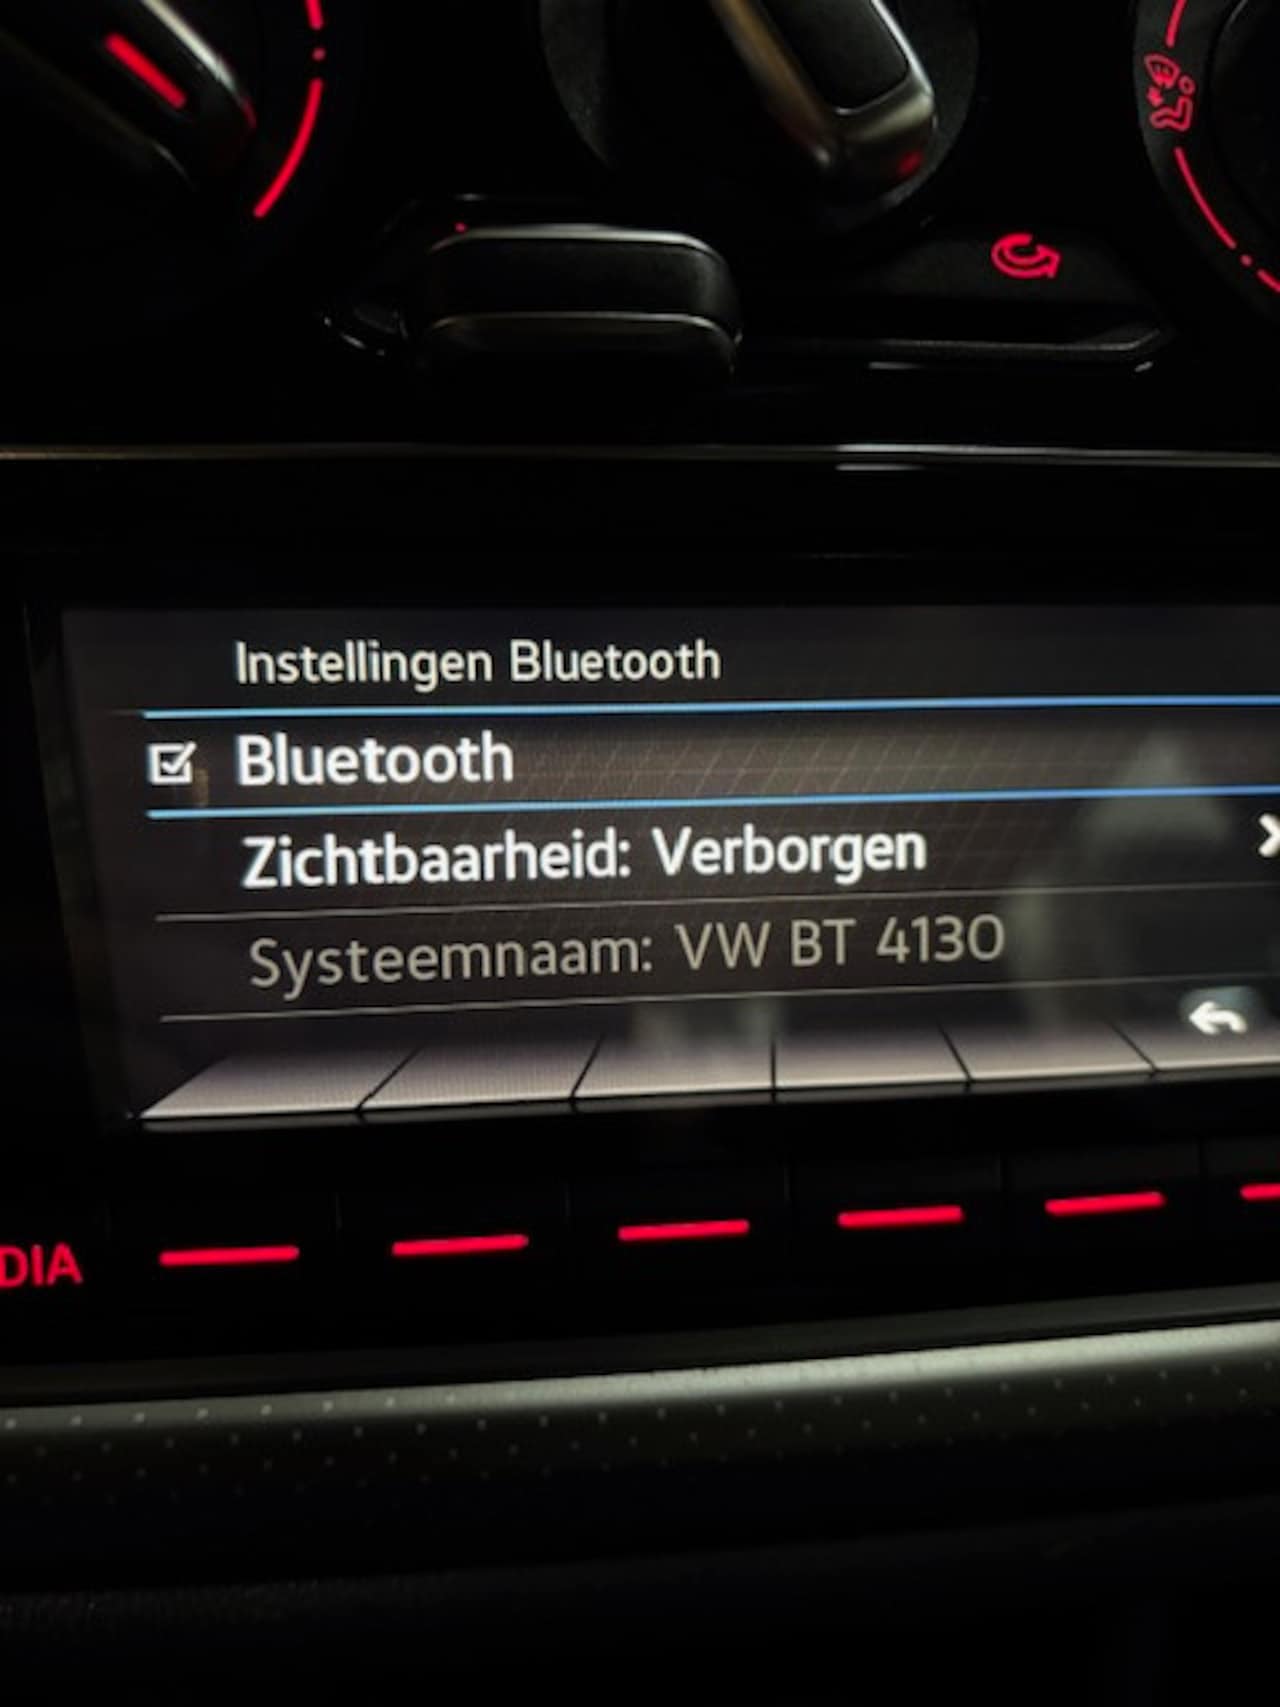 Instellingen Bluetooth
Bluetooth
Zichtbaarheid: Verborgen
Systeemnaam: VW BT 4130
DIA